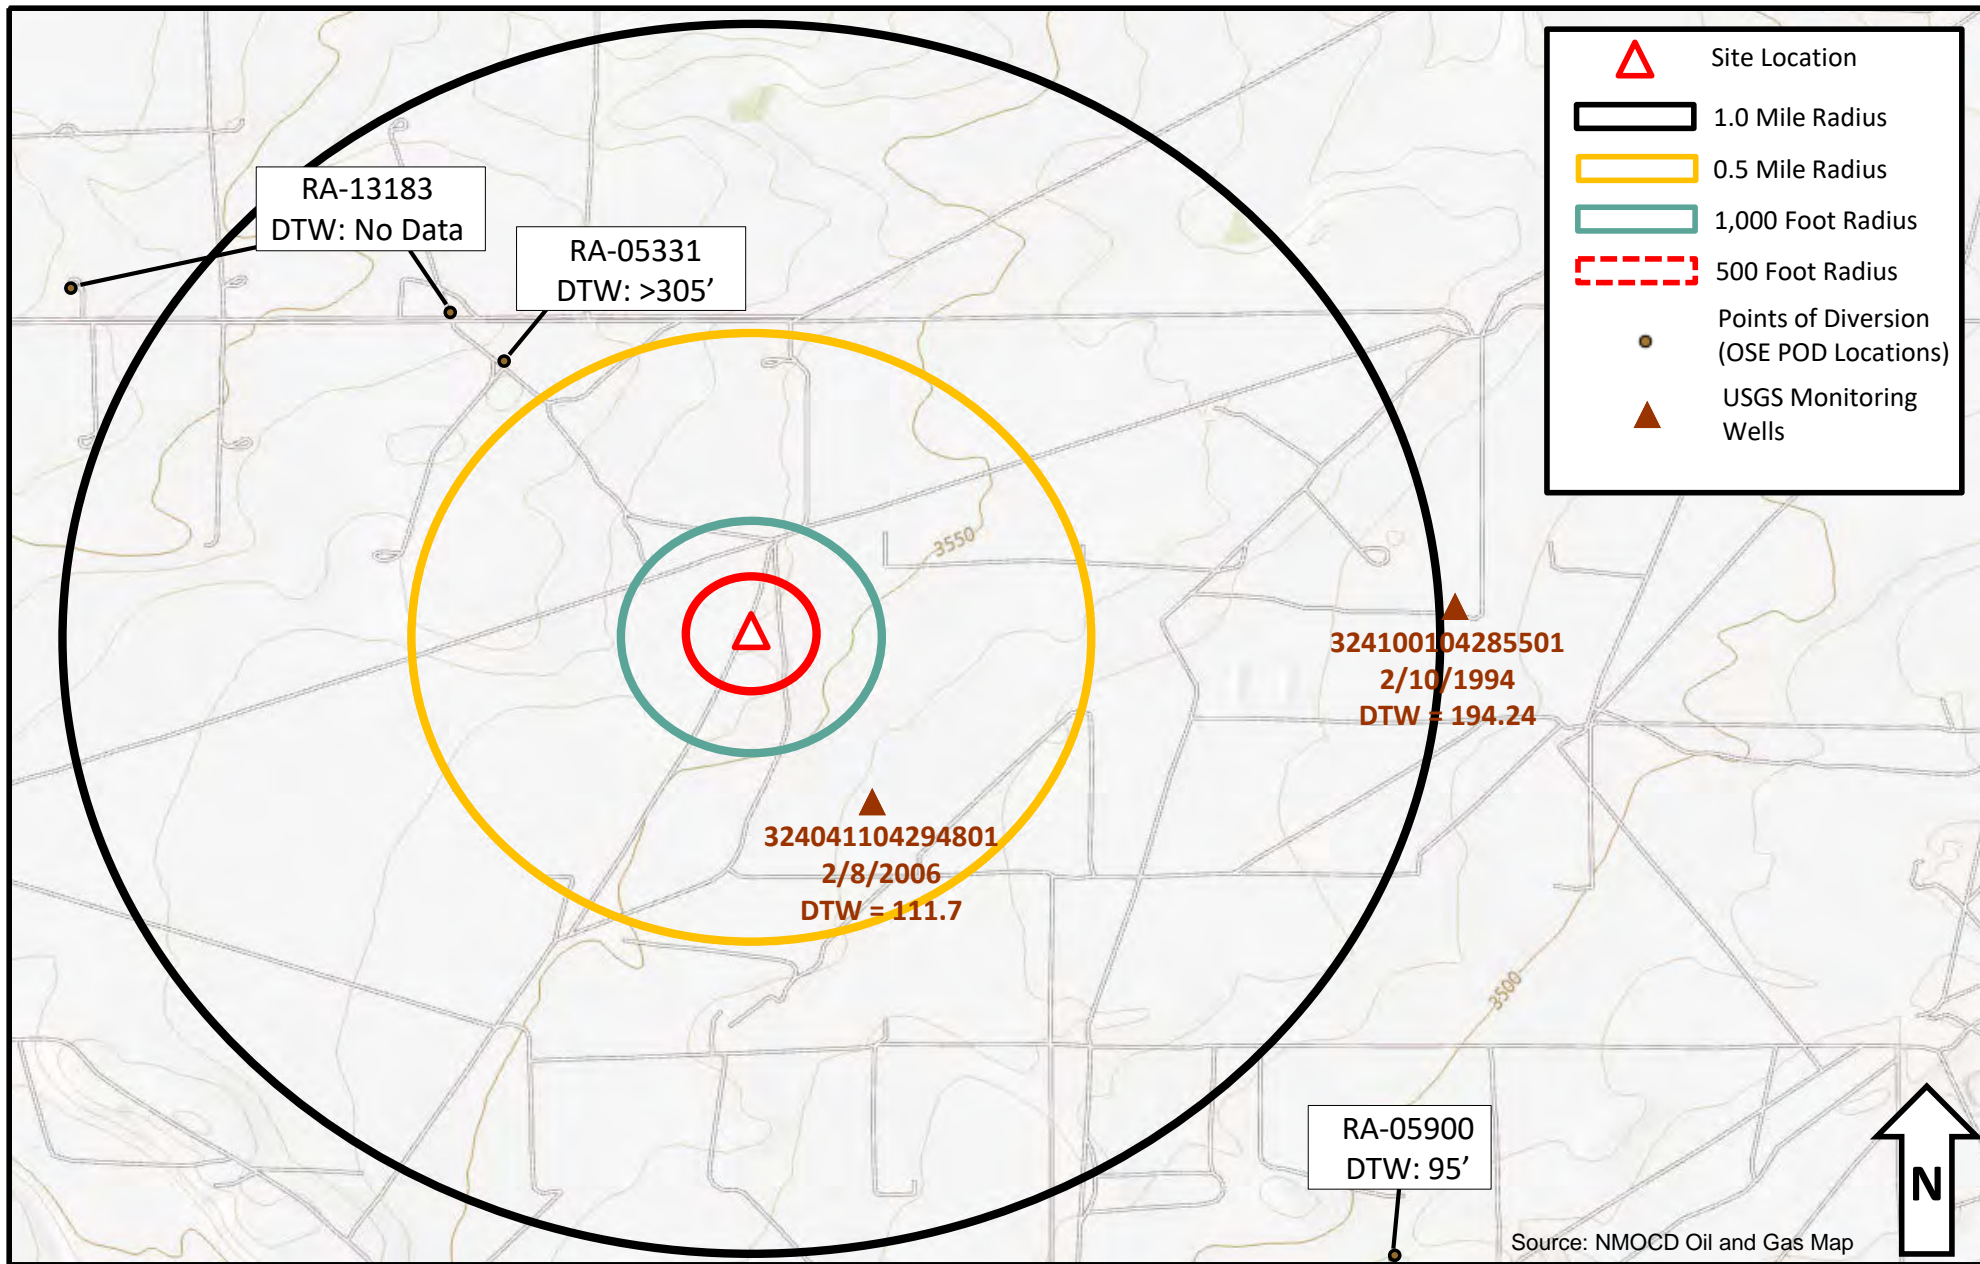 Site Location
1.0 Mile Radius
0.5 Mile Radius
1,000 Foot Radius
500 Foot Radius
Points of Diversion
(OSE POD Locations)
USGS Monitoring
Wells
RA-13183
DTW: No Data
RA-05331
DTW: >305’
3550
324100104285501
2/10/1994
DTW = 194.24
324041104294801
2/8/2006
DTW = 111.7
3500
RA-05900
DTW: 95’
N
Source: NMOCD Oil and Gas Map